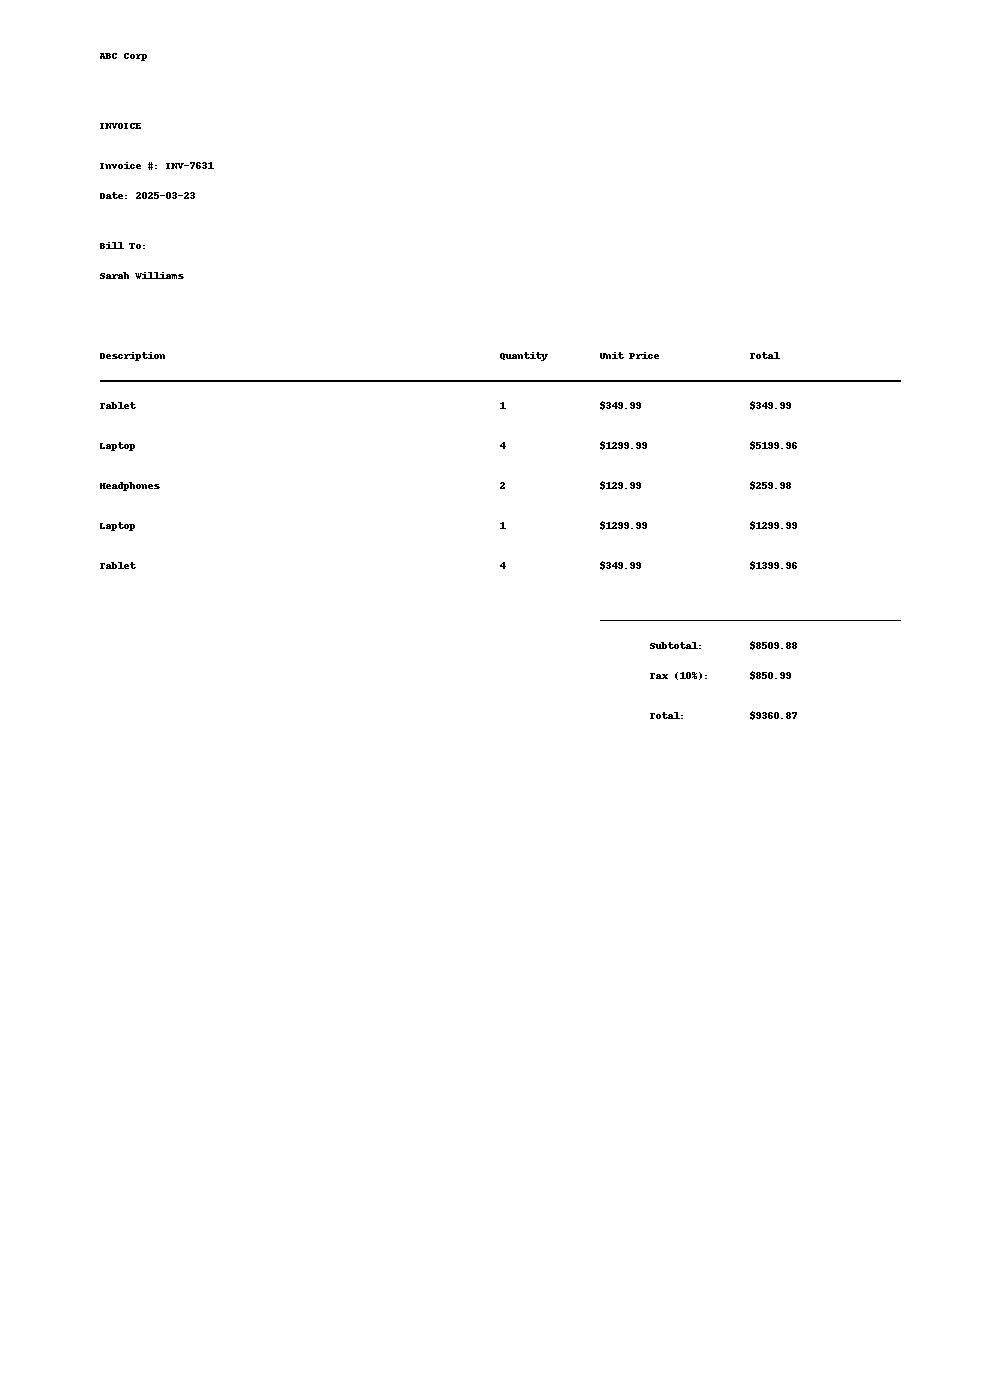 ABC Corp
INVOICE
Invoice #: INV-7631
Date: 2025-03-23
Bill To:
Sarah Williams
Description Quantity Unit Price Total
Tablet 1 $349.99 $349.99
Laptop 4 $1299.99 $5199.96
Headphones 2 $129.99 $259.98
Laptop 1 $1299.99 $1299.99
Tablet 4 $349.99 $1399.96
Subtotal: $8509.88
Tax (10%): $850.99
Total: $9360.87